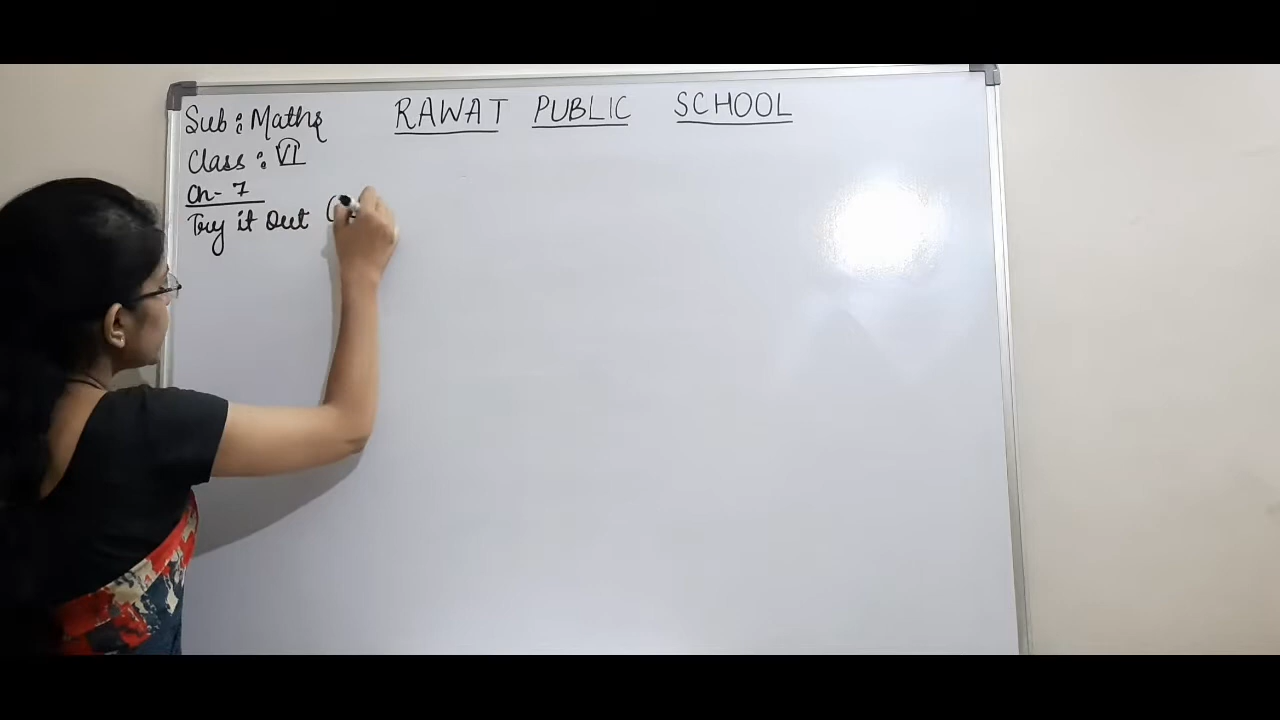 RAWAT PUBLIC SCHOOL
Sub : Maths
Class : VI
Ch- 7
Try it Out (